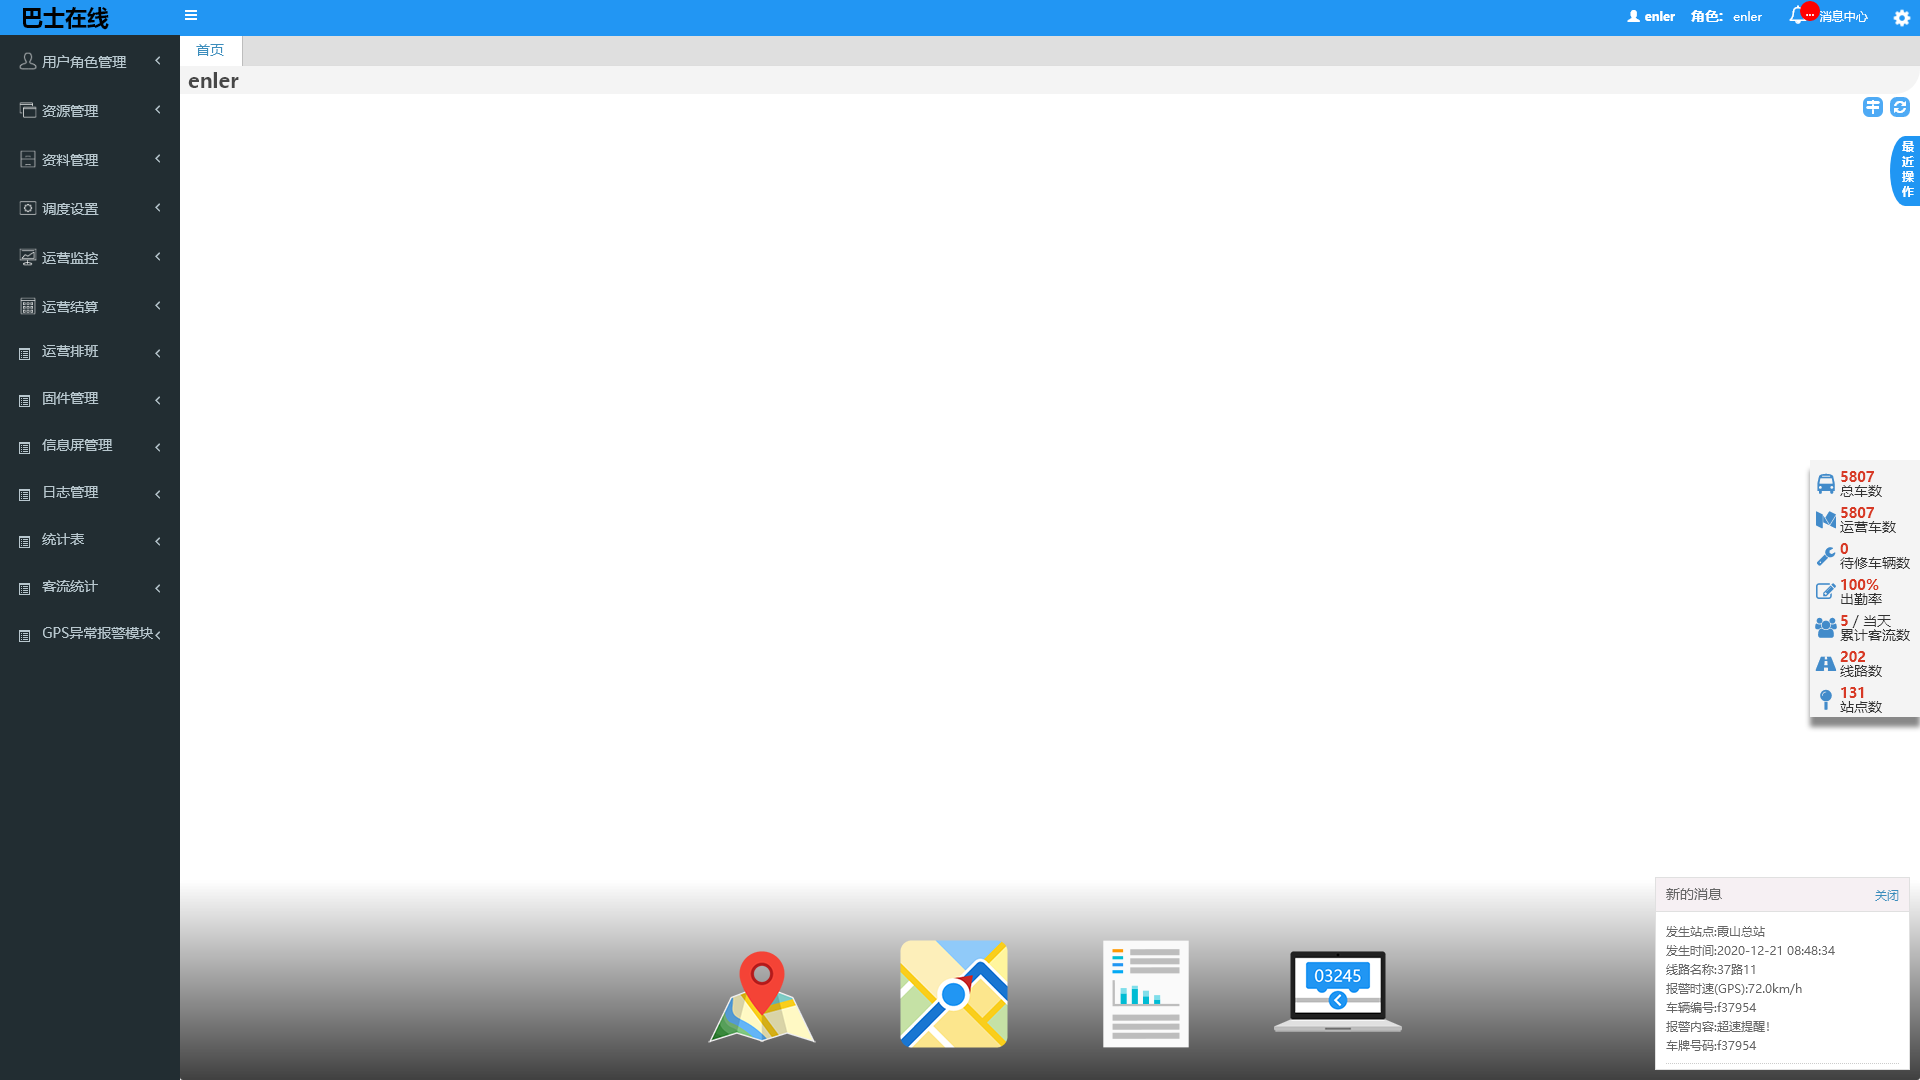 巴士在线
enler
角色:
enler
...
消息中心
用户角色管理
资源管理
资料管理
调度设置
运营监控
运营结算
运营排班
固件管理
信息屏管理
日志管理
统计表
客流统计
GPS异常报警模块
首页
enler
最近操作
5807
总车数
5807
运营车数
0
待修车辆数
100%
出勤率
5 / 当天
累计客流数
202
线路数
131
站点数
03245
新的消息
关闭
发生站点:霞山总站
发生时间:2020-12-21 08:48:34
线路名称:37路11
报警时速(GPS):72.0km/h
车辆编号:f37954
报警内容:超速提醒!
车牌号码:f37954